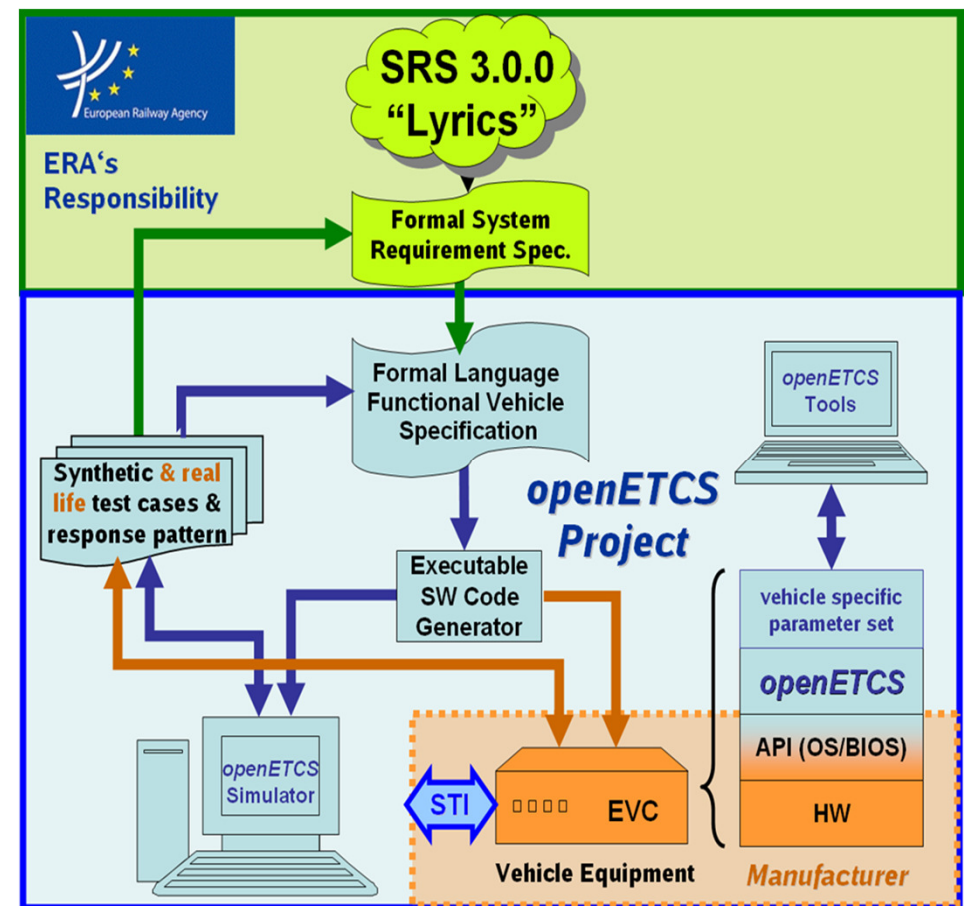 SRS 3.0.0
“Lyrics”
European Railway Agency
ERA‘s
Responsibility
Formal System
Requirement Spec.
Formal Language
Functional Vehicle
Specification
openETCS
Tools
Synthetic & real
life test cases &
response pattern
openETCS
Project
Executable
SW Code
Generator
vehicle specific
parameter set
openETCS
API (OS/BIOS)
HW
openETCS
Simulator
STI
EVC
Vehicle Equipment
Manufacturer